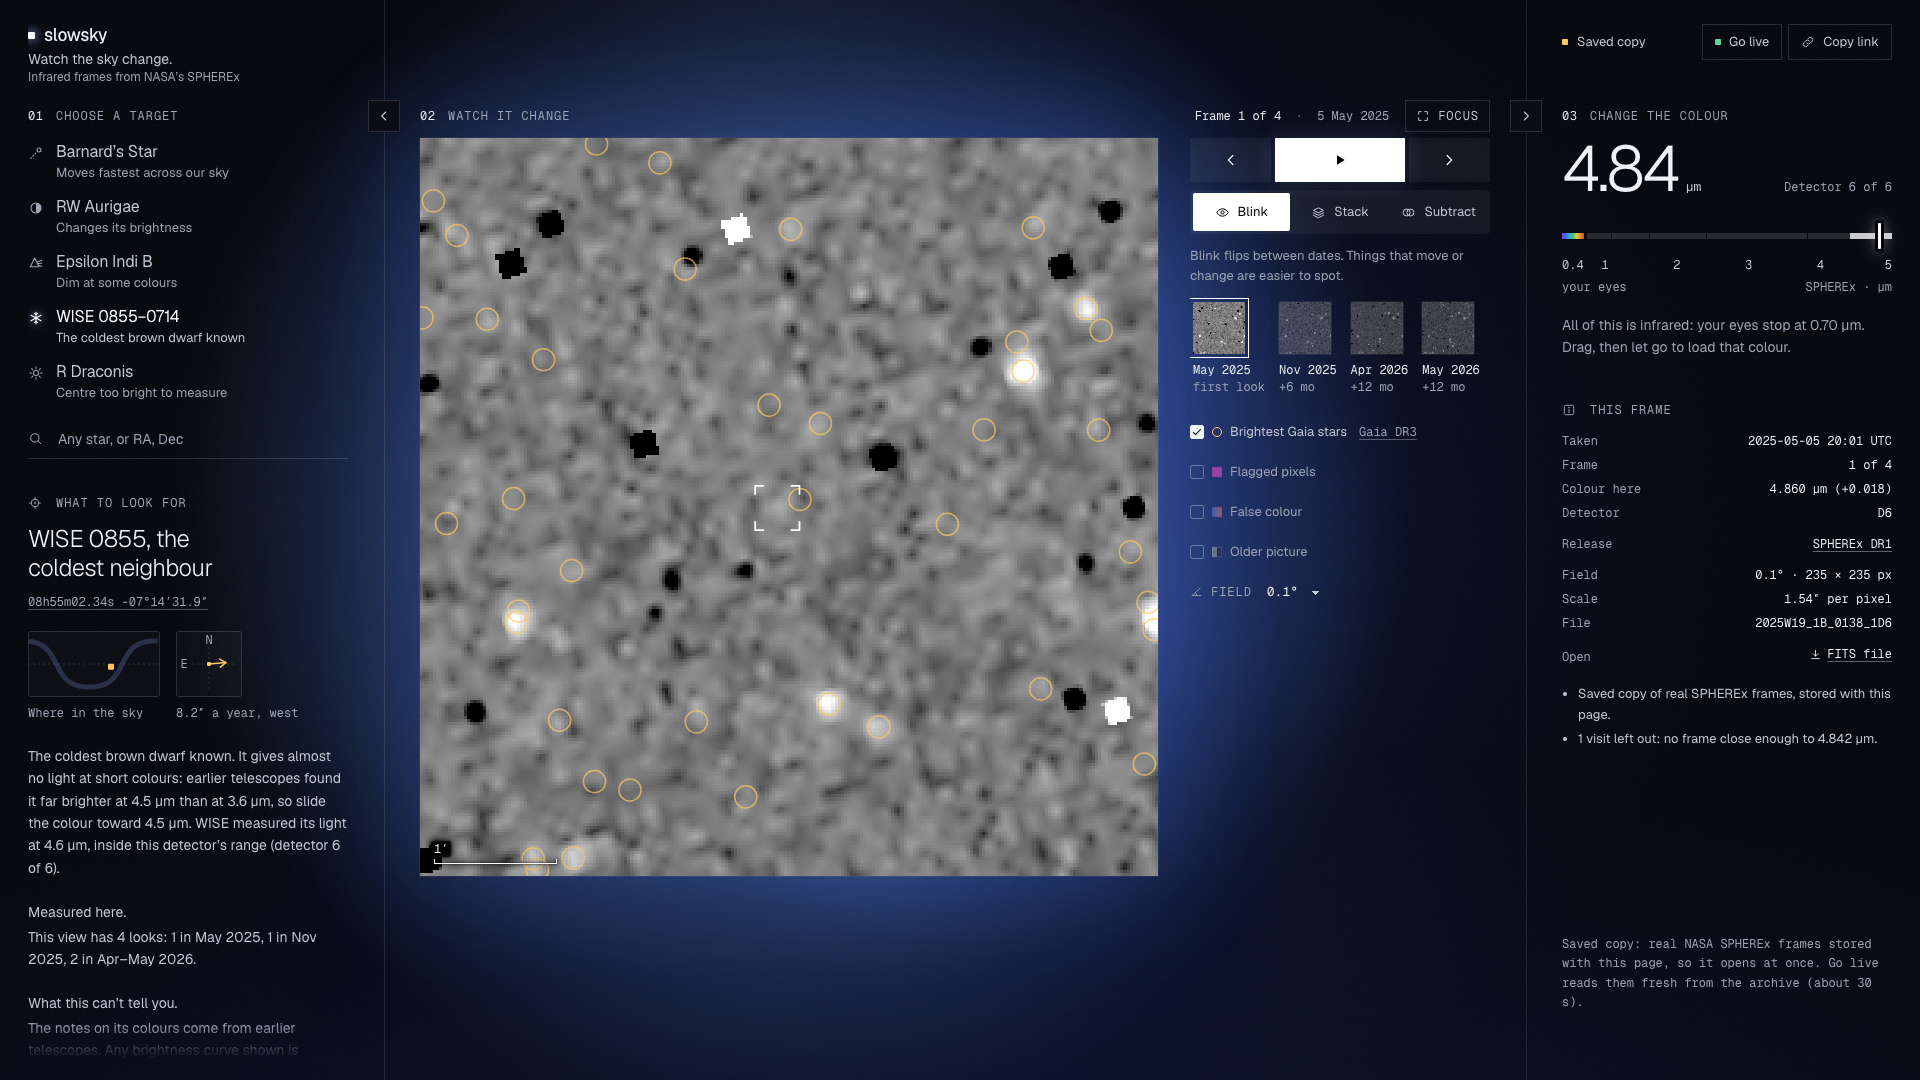 slowsky
Watch the sky change.
Infrared frames from NASA's SPHEREx
01 CHOOSE A TARGET
Barnard's Star
Moves fastest across our sky
RW Aurigae
Changes its brightness
Epsilon Indi B
Dim at some colours
WISE 0855−0714
The coldest brown dwarf known
R Draconis
Centre too bright to measure
Any star, or RA, Dec
WHAT TO LOOK FOR
WISE 0855, the
coldest neighbour
08h55m02.34s -07°14′31.9″
N
E
Where in the sky
8.2″ a year, west
The coldest brown dwarf known. It gives almost
no light at short colours: earlier telescopes found
it far brighter at 4.5 µm than at 3.6 µm, so slide
the colour toward 4.5 µm. WISE measured its light
at 4.6 µm, inside this detector's range (detector 6
of 6).
Measured here.
This view has 4 looks: 1 in May 2025, 1 in Nov
2025, 2 in Apr–May 2026.
What this can't tell you.
The notes on its colours come from earlier
telescopes. Any brightness curve shown is
02 WATCH IT CHANGE
Frame 1 of 4 · 5 May 2025
FOCUS
1′
Blink
Stack
Subtract
Blink flips between dates. Things that move or
change are easier to spot.
May 2025
first look
Nov 2025
+6 mo
Apr 2026
+12 mo
May 2026
+12 mo
Brightest Gaia stars Gaia DR3
Flagged pixels
False colour
Older picture
FIELD 0.1°
Saved copy
Go live
Copy link
03 CHANGE THE COLOUR
4.84 µm
Detector 6 of 6
0.4 1 2 3 4 5
your eyes SPHEREx · µm
All of this is infrared: your eyes stop at 0.70 µm.
Drag, then let go to load that colour.
THIS FRAME
Taken 2025-05-05 20:01 UTC
Frame 1 of 4
Colour here 4.860 µm (+0.018)
Detector D6
Release SPHEREx DR1
Field 0.1° · 235 × 235 px
Scale 1.54″ per pixel
File 2025W19_1B_0138_1D6
Open FITS file
• Saved copy of real SPHEREx frames, stored with this
page.
• 1 visit left out: no frame close enough to 4.842 µm.
Saved copy: real NASA SPHEREx frames stored
with this page, so it opens at once. Go live
reads them fresh from the archive (about 30
s).